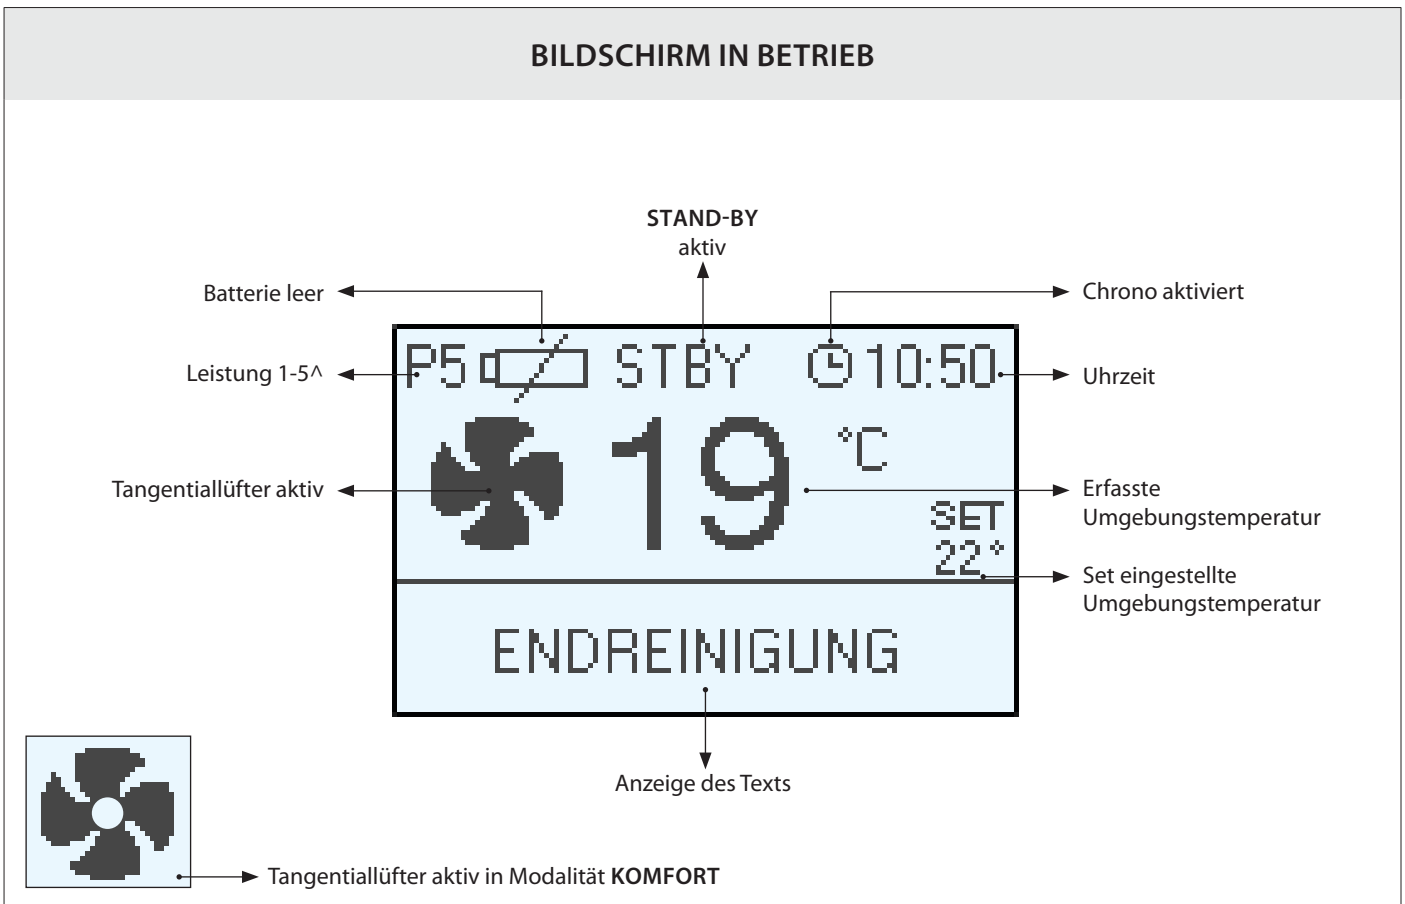 BILDSCHIRM IN BETRIEB
STAND-BY
aktiv
Batterie leer
Chrono aktiviert
Leistung 1-5^
P5 STBY 10:50
Uhrzeit
Tangentiallüfter aktiv
19 °C
Erfasste
Umgebungstemperatur
SET
22°
Set eingestellte
Umgebungstemperatur
ENDREINIGUNG
Anzeige des Texts
Tangentiallüfter aktiv in Modalität KOMFORT